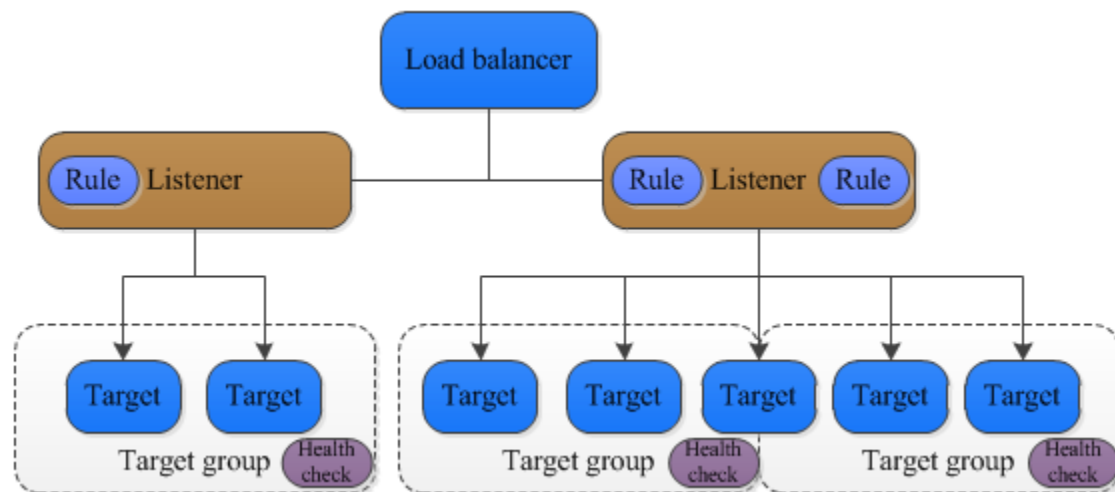 Load balancer
Rule Listener
Rule Listener Rule
Target Target
Target Target Target Target Target
Target group Health check
Target group Health check
Target group Health check